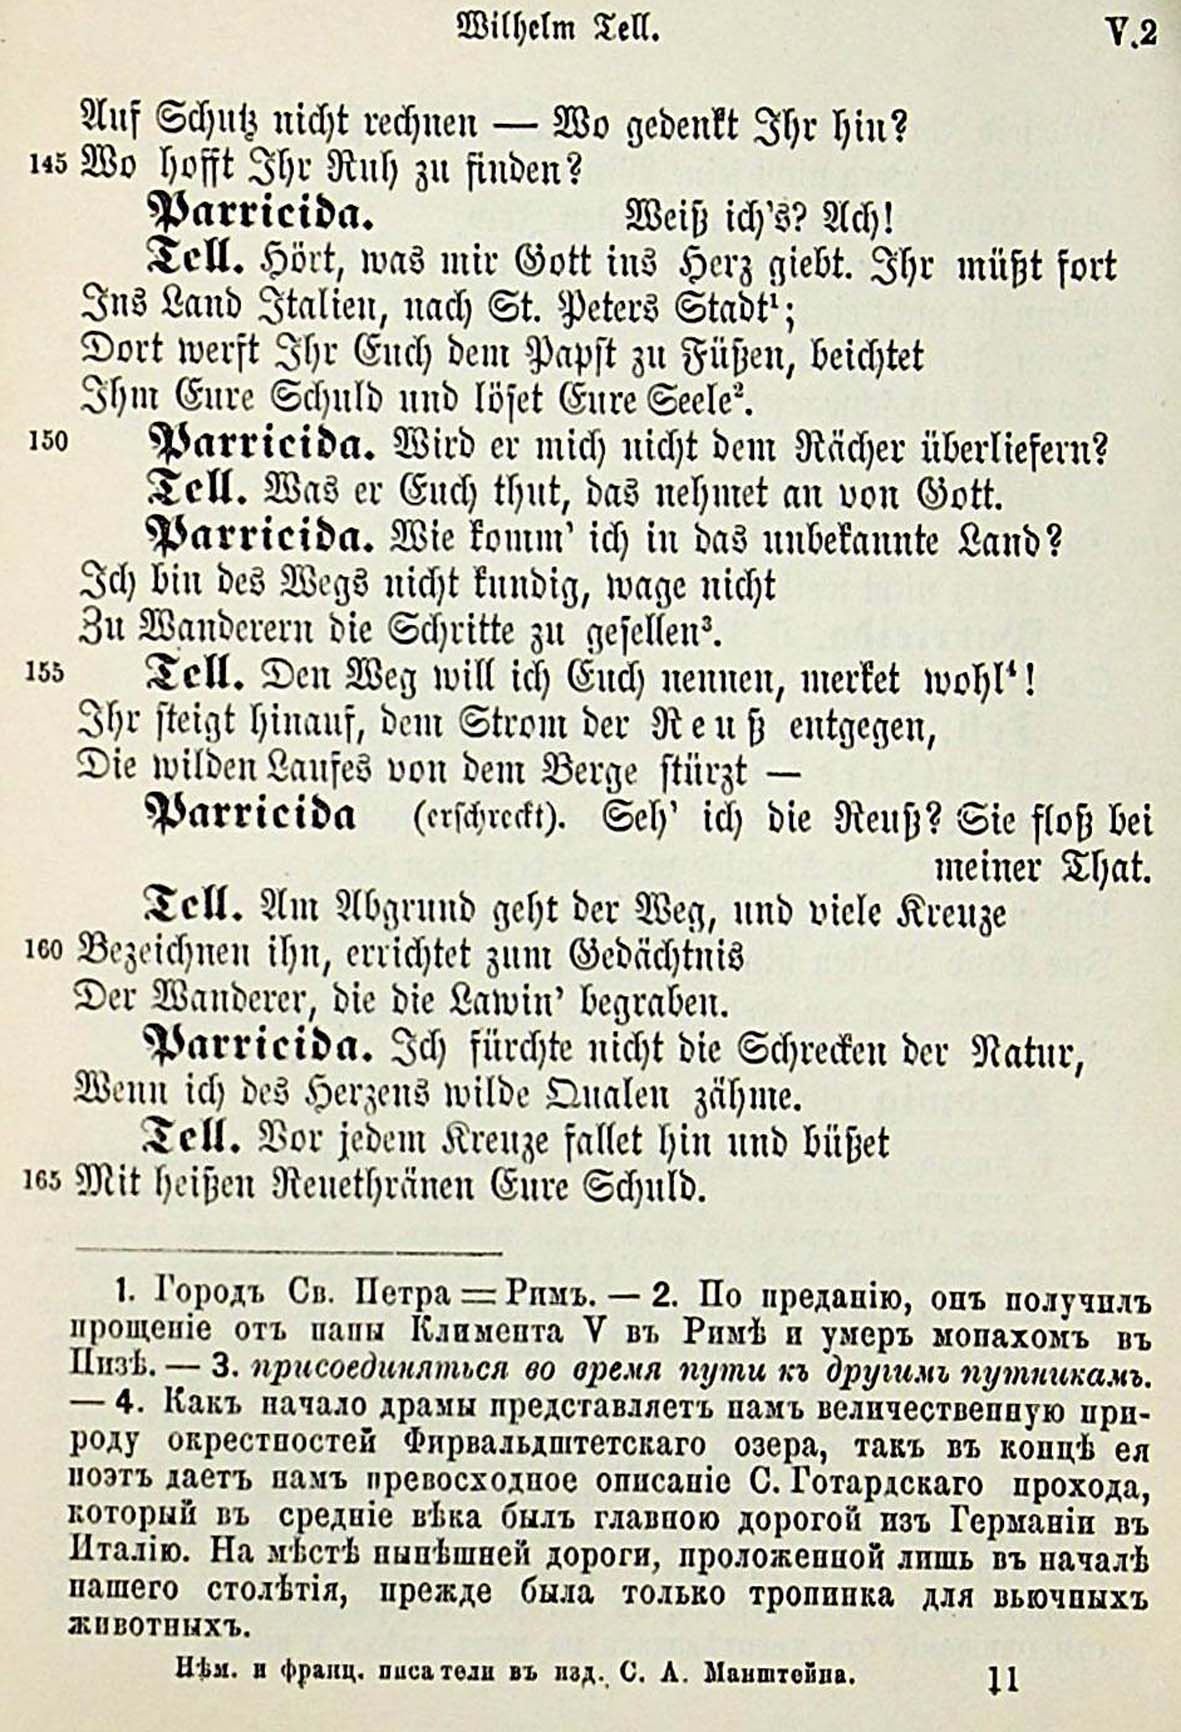 Wilhelm Tell. V.2
Auf Schutz nicht rechnen — Wo gedenkt Ihr hin?
145 Wo hofft Ihr Ruh zu finden?
Parricida. Weiß ich's? Ach!
Tell. Hört, was mir Gott ins Herz giebt. Ihr müßt fort
Ins Land Italien, nach St. Peters Stadt¹;
Dort werft Ihr Euch dem Papst zu Füßen, beichtet
Ihm Eure Schuld und löset Eure Seele².
150 Parricida. Wird er mich nicht dem Rächer überliefern?
Tell. Was er Euch thut, das nehmet an von Gott.
Parricida. Wie komm' ich in das unbekannte Land?
Ich bin des Wegs nicht kundig, wage nicht
Zu Wanderern die Schritte zu gesellen³.
155 Tell. Den Weg will ich Euch nennen, merket wohl⁴!
Ihr steigt hinauf, dem Strom der Reuß entgegen,
Die wilden Laufes von dem Berge stürzt —
Parricida (erschreckt). Seh' ich die Reuß? Sie floß bei
meiner That.
Tell. Am Abgrund geht der Weg, und viele Kreuze
160 Bezeichnen ihn, errichtet zum Gedächtnis
Der Wanderer, die die Lawin' begraben.
Parricida. Ich fürchte nicht die Schrecken der Natur,
Wenn ich des Herzens wilde Qualen zähme.
Tell. Vor jedem Kreuze fallet hin und büßet
165 Mit heißen Reuethränen Eure Schuld.
1. Городъ Св. Петра = Римъ. — 2. По преданію, онъ получилъ
прощеніе отъ папы Климента V въ Римѣ и умеръ монахомъ въ
Пизѣ. — 3. присоединяться во время пути къ другимъ путникамъ.
— 4. Какъ начало драмы представляетъ намъ величественную при-
роду окрестностей Фирвальдштетскаго озера, такъ въ концѣ ея
поэтъ даетъ намъ превосходное описаніе С. Готардскаго прохода,
который въ средніе вѣка былъ главною дорогой изъ Германіи въ
Италію. На мѣстѣ нынѣшней дороги, проложенной лишь въ началѣ
нашего столѣтія, прежде была только тропинка для вьючныхъ
животныхъ.
Нѣм. и франц. писатели въ изд. С. А. Манштейна. 11